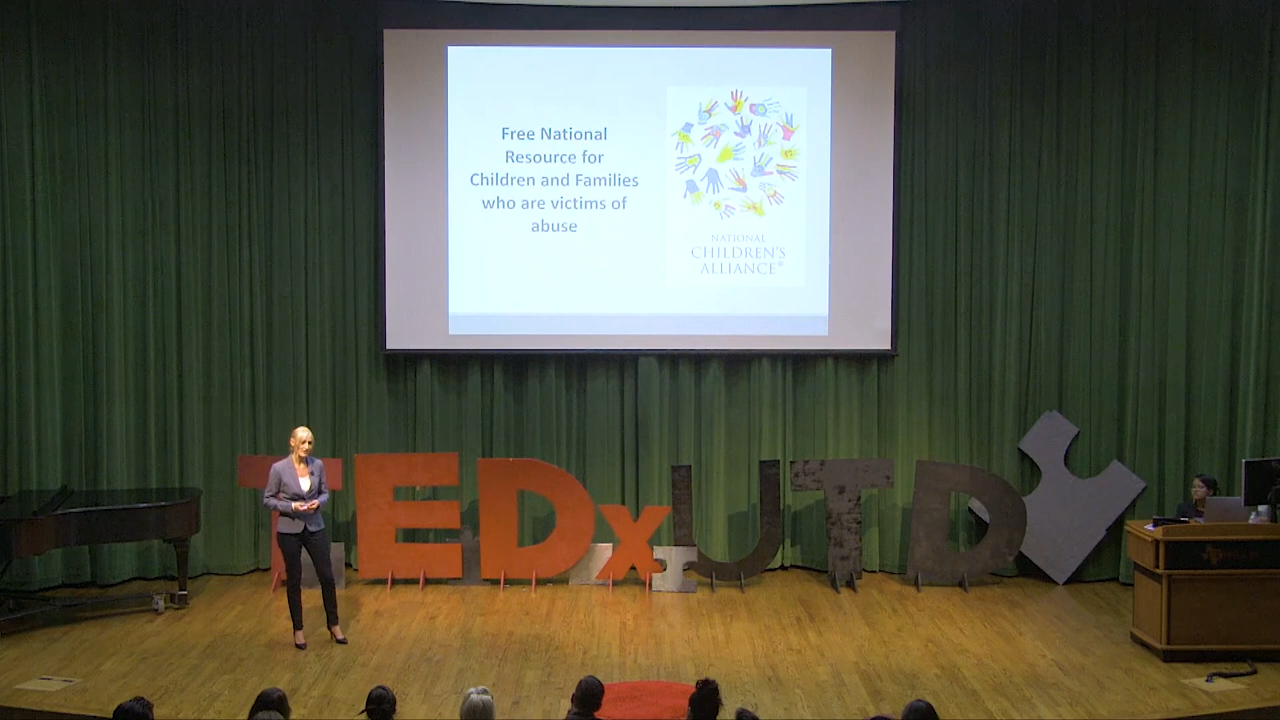 Free National
Resource for
Children and Families
who are victims of
abuse
NATIONAL
CHILDREN'S
ALLIANCE®
TEDxUTD